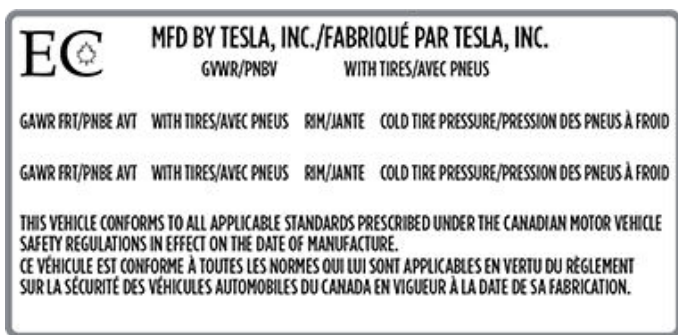 EC
MFD BY TESLA, INC./FABRIQUÉ PAR TESLA, INC.
GVWR/PNBV WITH TIRES/AVEC PNEUS
GAWR FRT/PNBE AVT WITH TIRES/AVEC PNEUS RIM/JANTE COLD TIRE PRESSURE/PRESSION DES PNEUS À FROID
GAWR FRT/PNBE AVT WITH TIRES/AVEC PNEUS RIM/JANTE COLD TIRE PRESSURE/PRESSION DES PNEUS À FROID
THIS VEHICLE CONFORMS TO ALL APPLICABLE STANDARDS PRESCRIBED UNDER THE CANADIAN MOTOR VEHICLE
SAFETY REGULATIONS IN EFFECT ON THE DATE OF MANUFACTURE.
CE VÉHICULE EST CONFORME À TOUTES LES NORMES QUI LUI SONT APPLICABLES EN VERTU DU RÈGLEMENT
SUR LA SÉCURITÉ DES VÉHICULES AUTOMOBILES DU CANADA EN VIGUEUR À LA DATE DE SA FABRICATION.